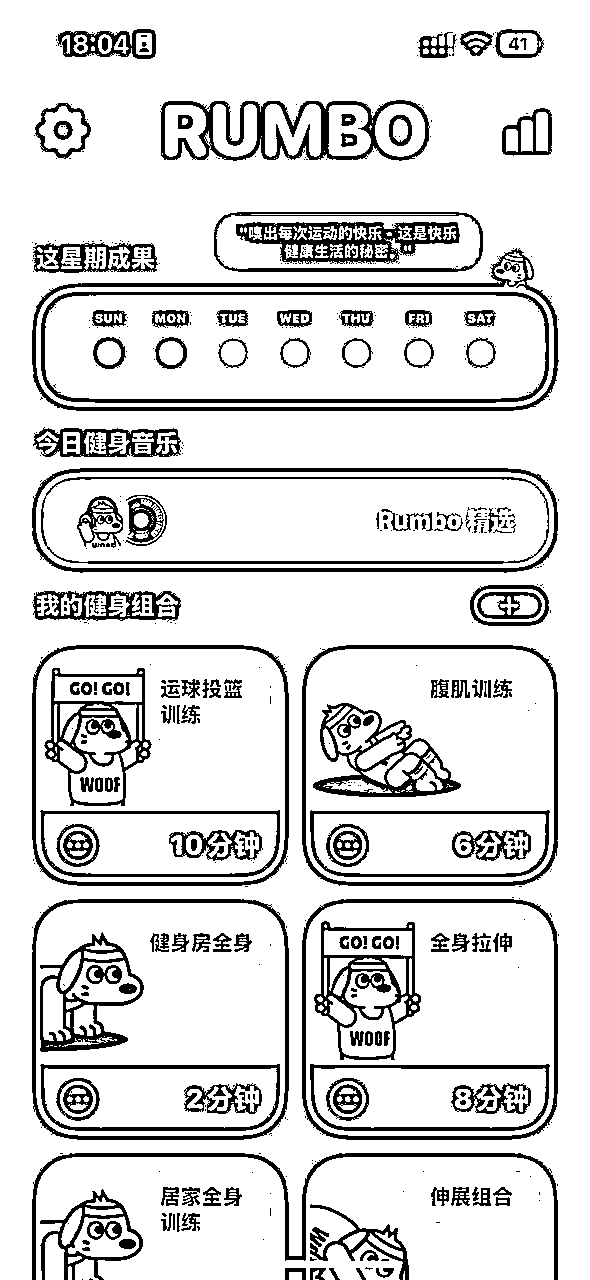 18:04
41
RUMBO
"嗅出每次运动的快乐,这是快乐
健康生活的秘密。"
这星期成果
SUN MON TUE WED THU FRI SAT
今日健身音乐
Rumbo 精选
我的健身组合
GO! GO!
运球投篮
训练
WOOF
10分钟
腹肌训练
6分钟
健身房全身
2分钟
GO! GO!
全身拉伸
WOOF
8分钟
居家全身
训练
伸展组合